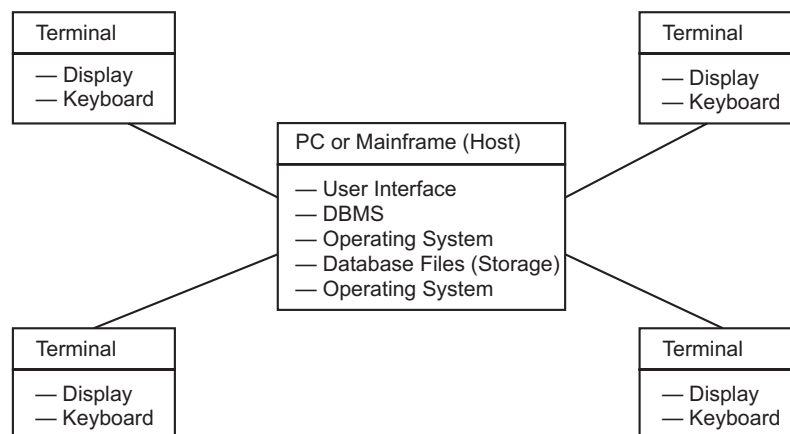 Terminal
— Display
— Keyboard
Terminal
— Display
— Keyboard
PC or Mainframe (Host)
— User Interface
— DBMS
— Operating System
— Database Files (Storage)
— Operating System
Terminal
— Display
— Keyboard
Terminal
— Display
— Keyboard